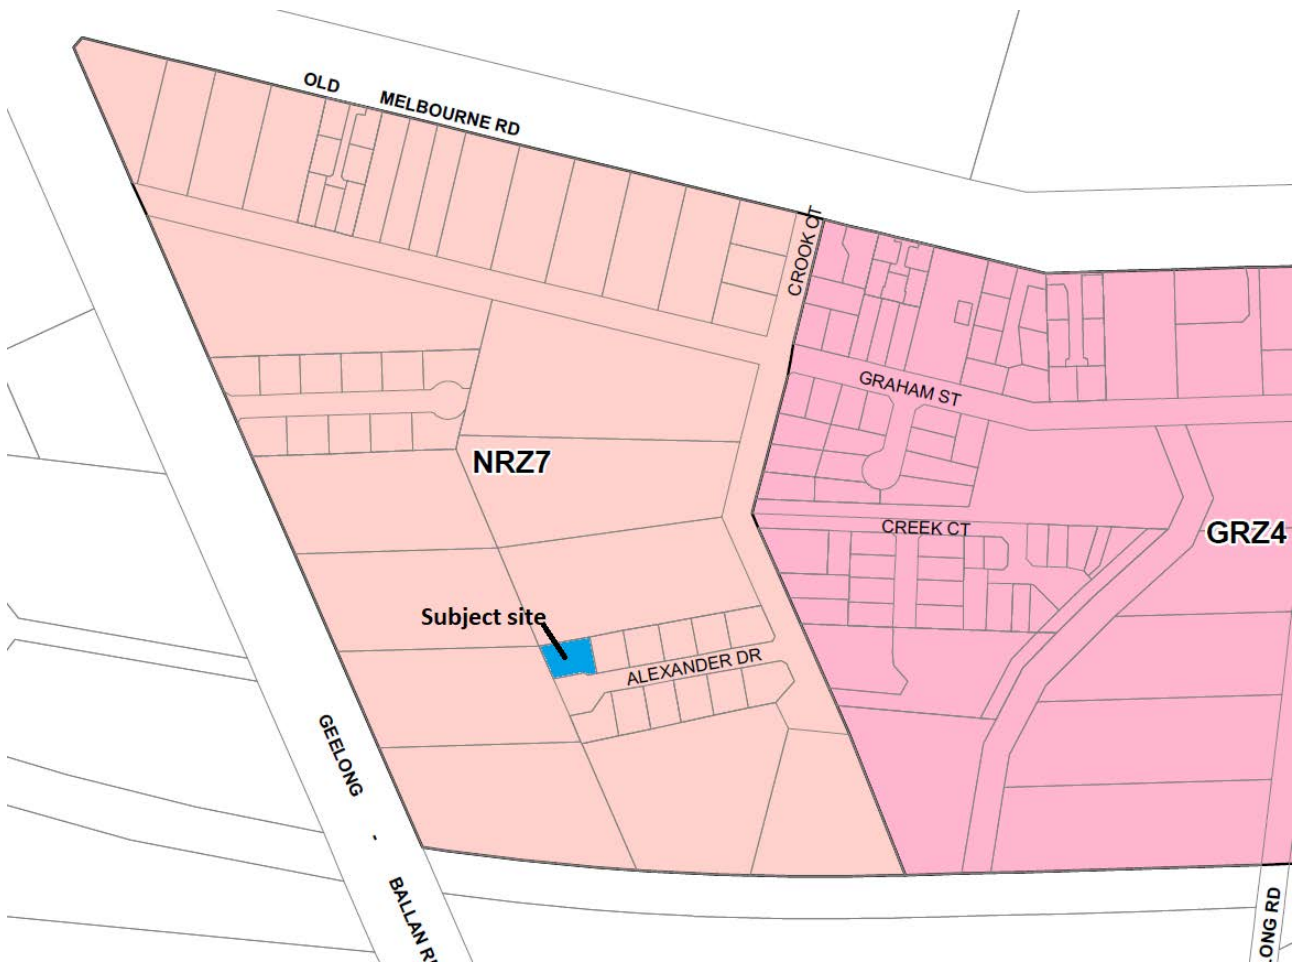 OLD MELBOURNE RD
CROOK CT
GRAHAM ST
NRZ7
CREEK CT
GRZ4
Subject site
ALEXANDER DR
GEELONG - BALLAN
LONG RD